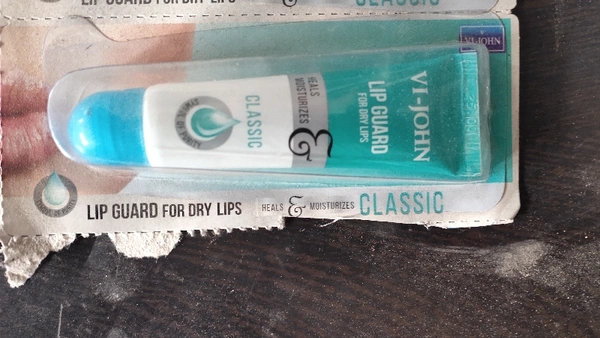 LIP GUARD FOR DRY LIPS
CLASSIC
VI-JOHN
VI-JOHN
LIP GUARD
FOR DRY LIPS
HEALS
&
MOISTURIZES
CLASSIC
LIP GUARD FOR DRY LIPS HEALS & MOISTURIZES CLASSIC